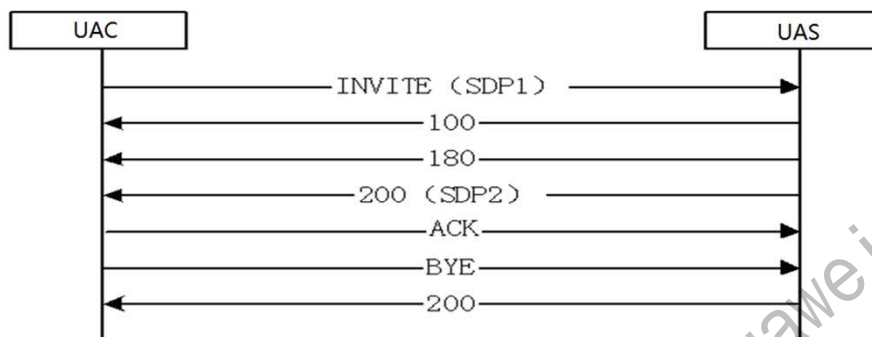 UAC
UAS
INVITE (SDP1)
100
180
200 (SDP2)
ACK
BYE
200